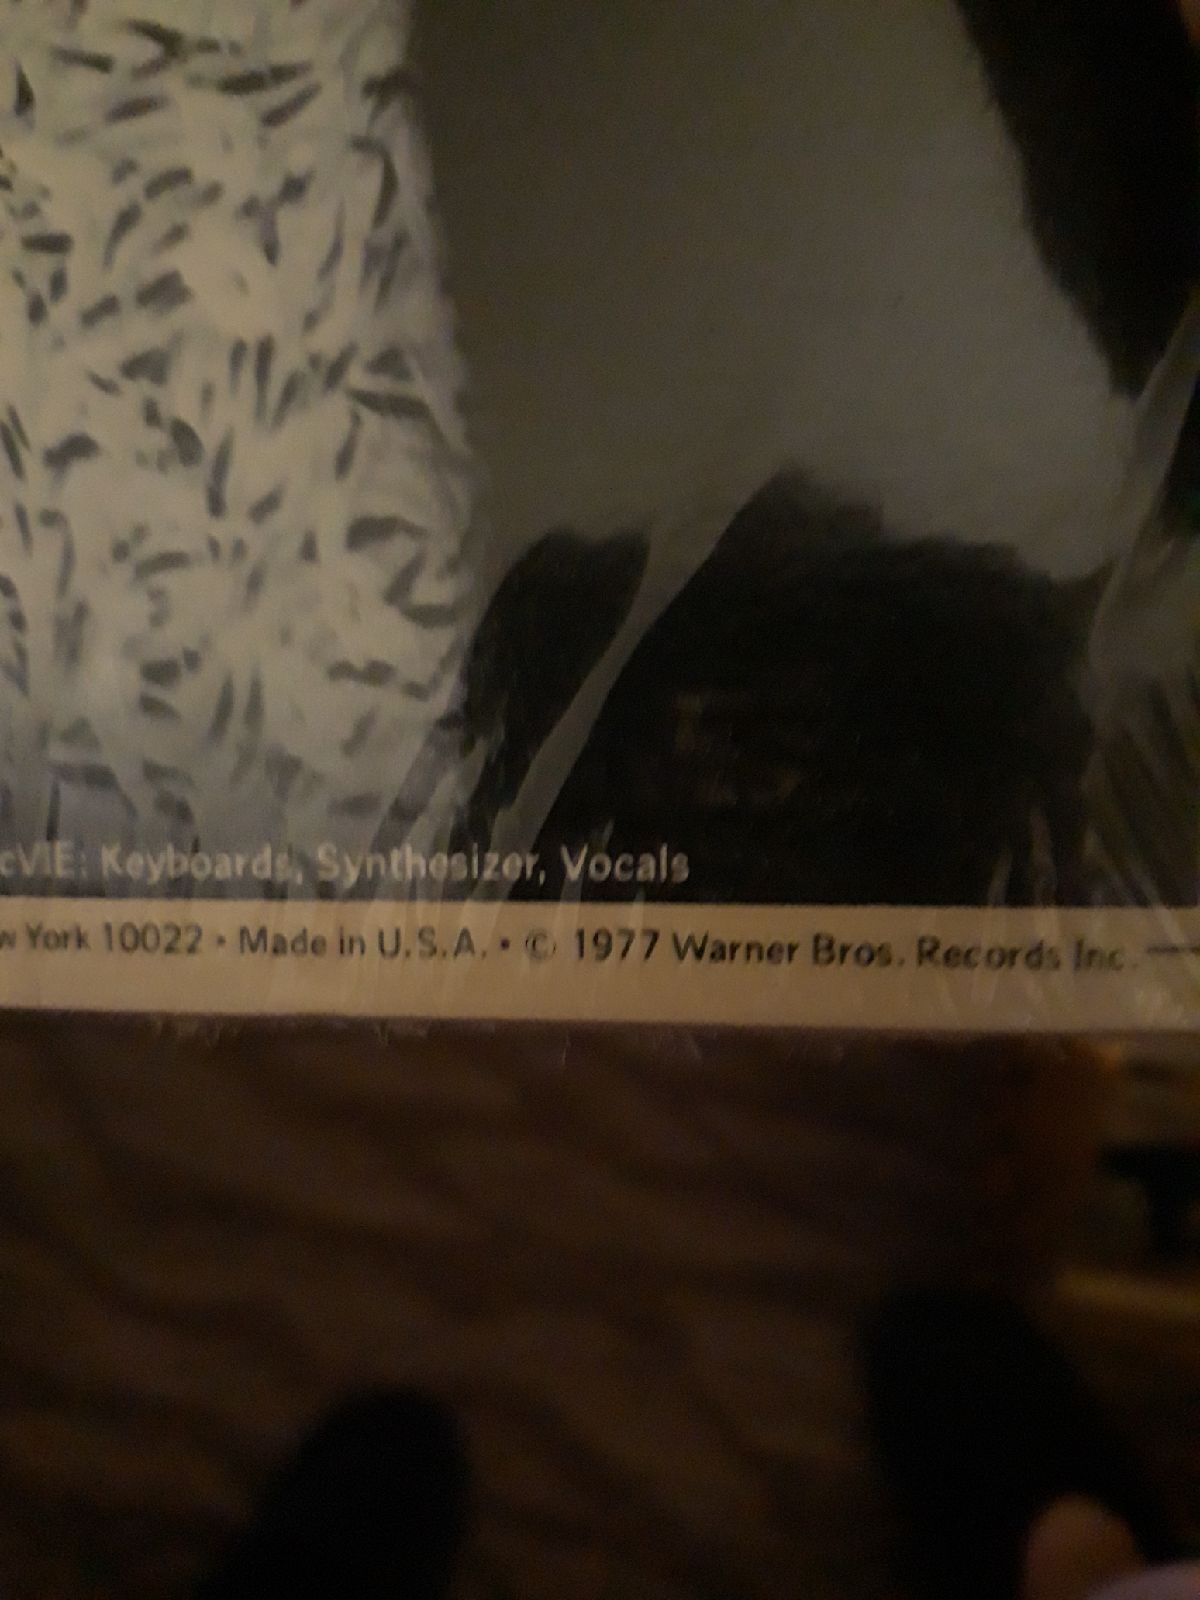 cVIE: Keyboards, Synthesizer, Vocals
w York 10022 • Made in U.S.A. • © 1977 Warner Bros. Records Inc.